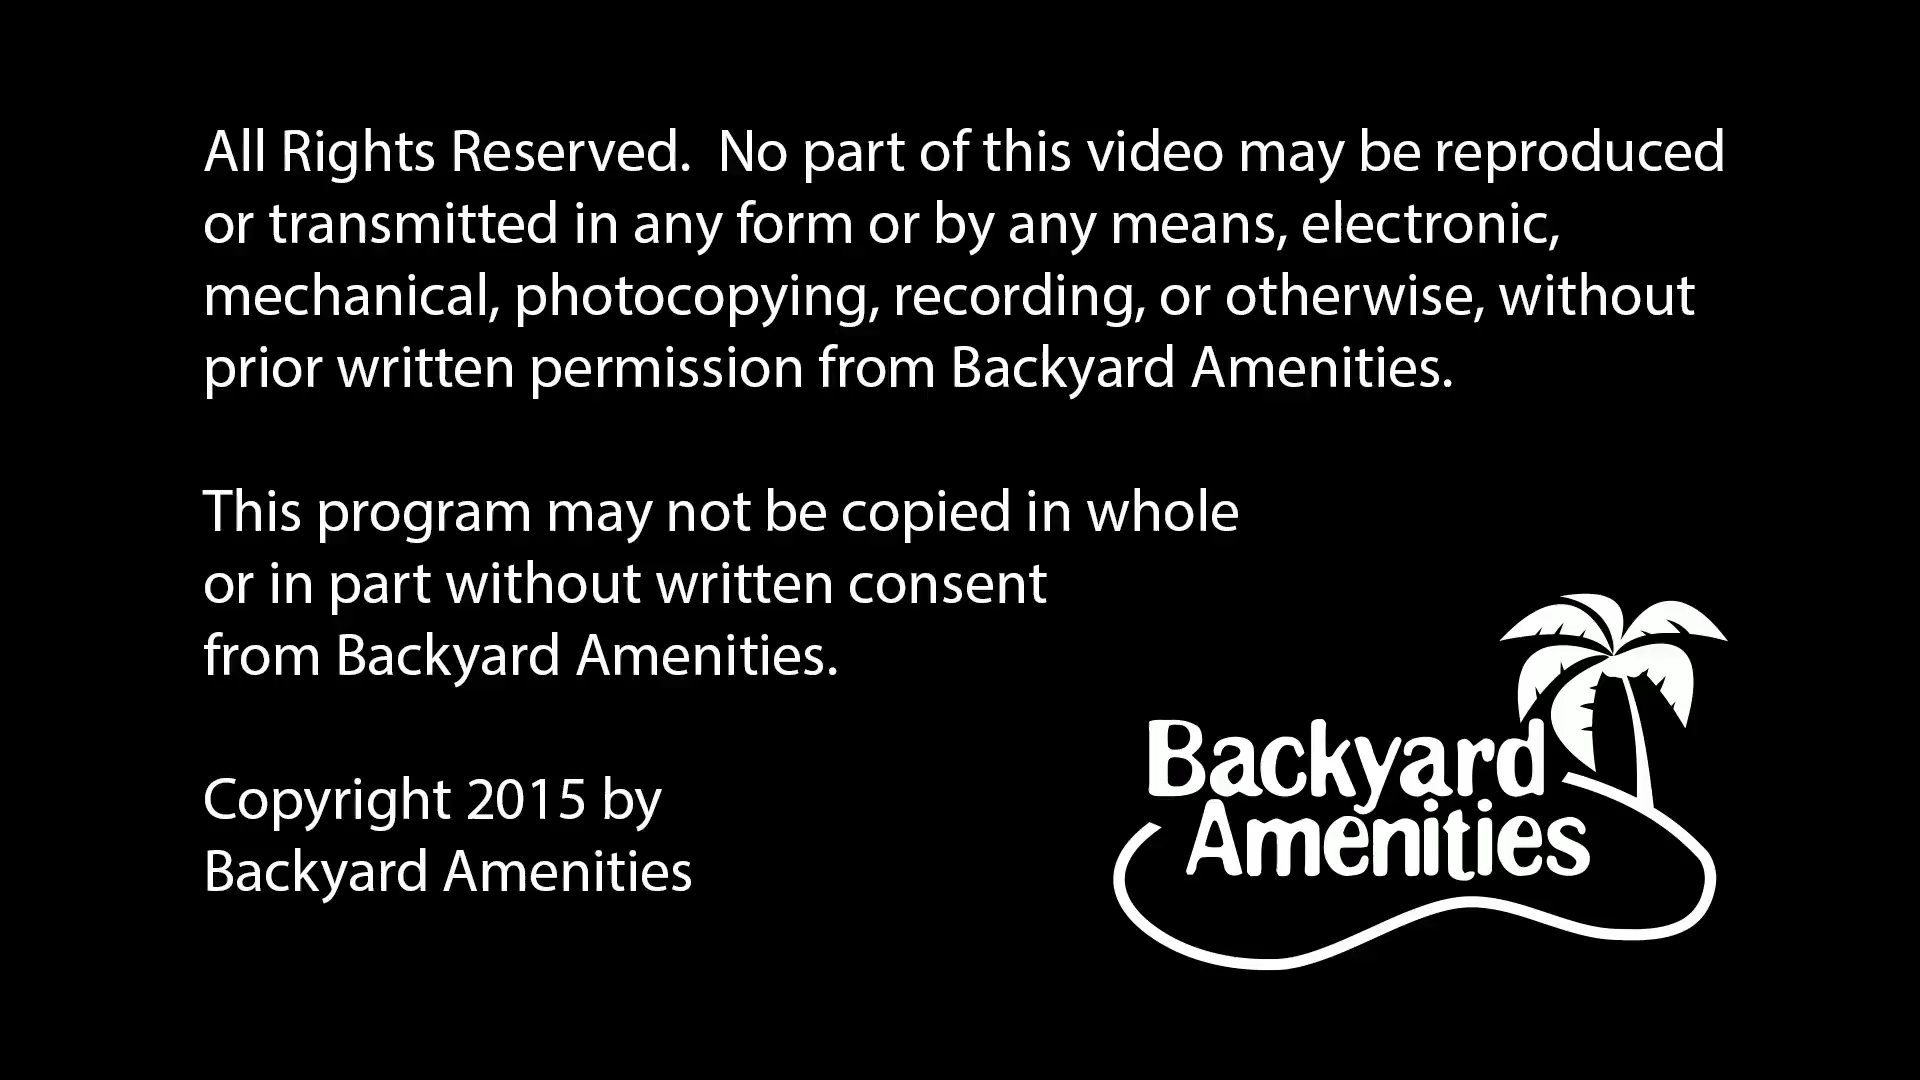 All Rights Reserved.  No part of this video may be reproduced
or transmitted in any form or by any means, electronic,
mechanical, photocopying, recording, or otherwise, without
prior written permission from Backyard Amenities.
This program may not be copied in whole
or in part without written consent
from Backyard Amenities.
Copyright 2015 by
Backyard Amenities
Backyard
Amenities